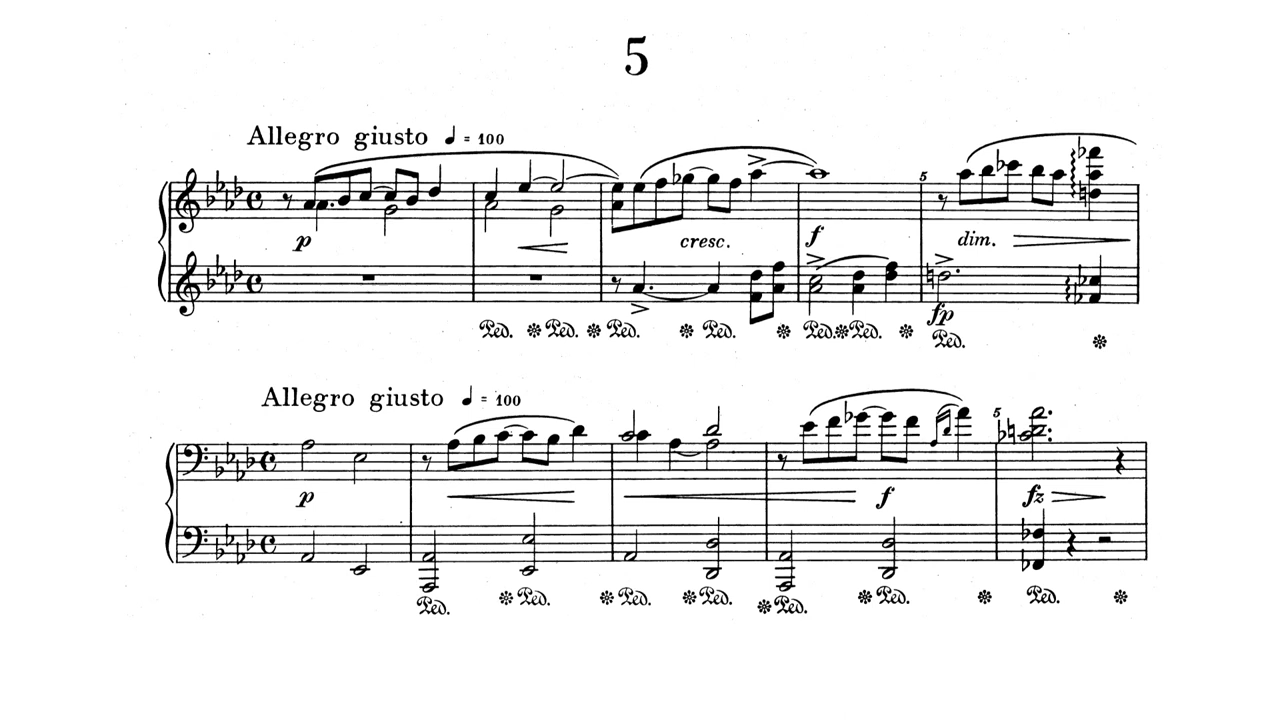 5
Allegro giusto ♩ = 100
5
p
cresc.
f
dim.
fp
Ped. * Ped. * Ped. * Ped. * Ped. * Ped. * Ped. *
Allegro giusto ♩ = 100
5
p
f
fz
Ped. * Ped. * Ped. * Ped. * Ped. * Ped. * Ped. *